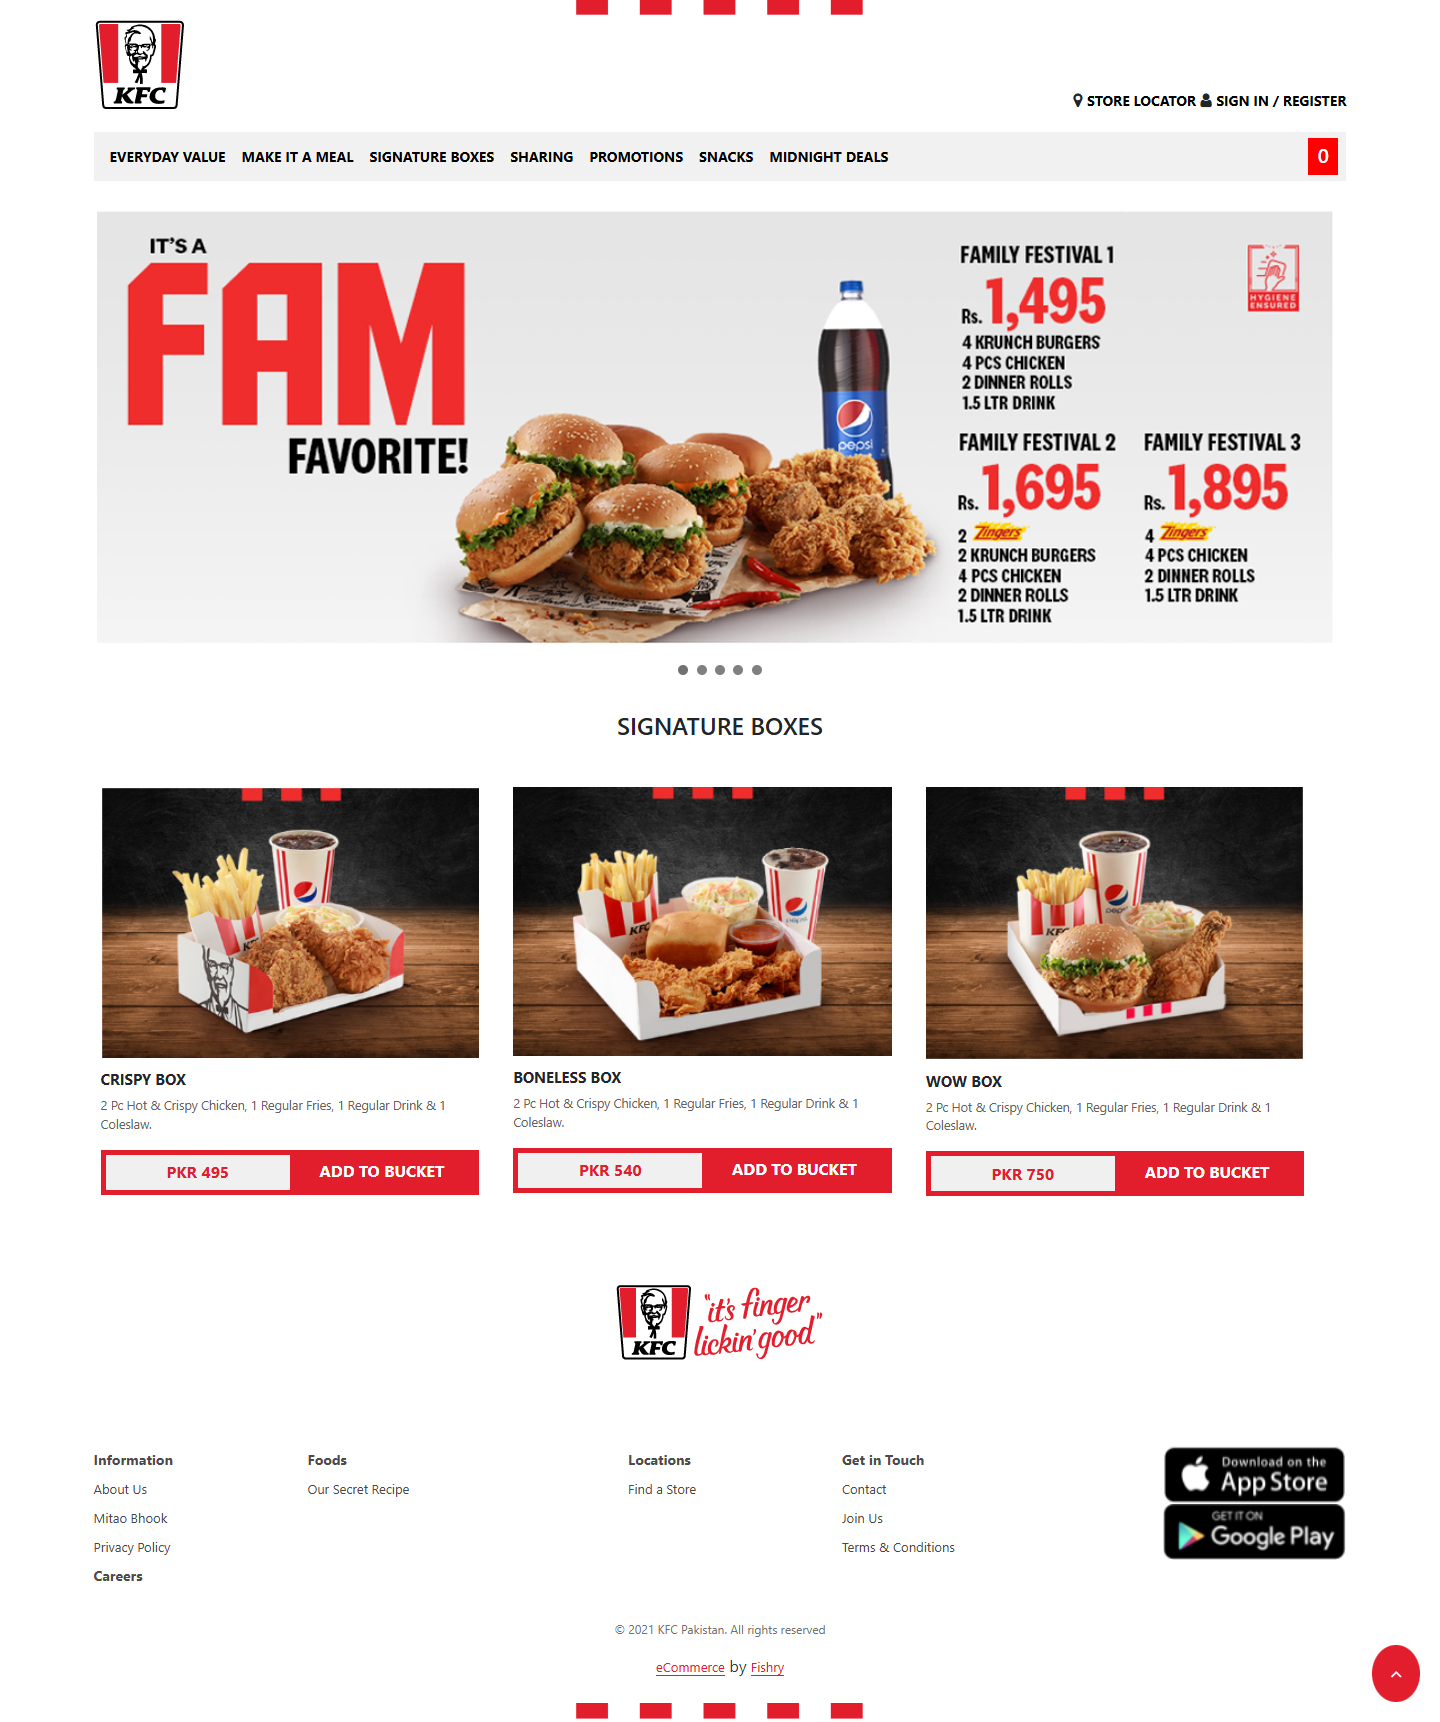 KFC
STORE LOCATOR SIGN IN / REGISTER
EVERYDAY VALUE MAKE IT A MEAL SIGNATURE BOXES SHARING PROMOTIONS SNACKS MIDNIGHT DEALS 0
IT'S A
FAM
FAVORITE!
pepsi
FAMILY FESTIVAL 1
Rs. 1,495
4 KRUNCH BURGERS
4 PCS CHICKEN
2 DINNER ROLLS
1.5 LTR DRINK
HYGIENE
ENSURED
FAMILY FESTIVAL 2
Rs. 1,695
2 Zingers
2 KRUNCH BURGERS
4 PCS CHICKEN
2 DINNER ROLLS
1.5 LTR DRINK
FAMILY FESTIVAL 3
Rs. 1,895
4 Zingers
4 PCS CHICKEN
2 DINNER ROLLS
1.5 LTR DRINK
SIGNATURE BOXES
KFC
KFC
pepsi
KFC
CRISPY BOX
2 Pc Hot & Crispy Chicken, 1 Regular Fries, 1 Regular Drink & 1
Coleslaw.
PKR 495 ADD TO BUCKET
BONELESS BOX
2 Pc Hot & Crispy Chicken, 1 Regular Fries, 1 Regular Drink & 1
Coleslaw.
PKR 540 ADD TO BUCKET
WOW BOX
2 Pc Hot & Crispy Chicken, 1 Regular Fries, 1 Regular Drink & 1
Coleslaw.
PKR 750 ADD TO BUCKET
KFC
"it's finger
lickin' good"
Information
About Us
Mitao Bhook
Privacy Policy
Careers
Foods
Our Secret Recipe
Locations
Find a Store
Get in Touch
Contact
Join Us
Terms & Conditions
Download on the
App Store
GET IT ON
Google Play
© 2021 KFC Pakistan. All rights reserved
eCommerce by Fishry